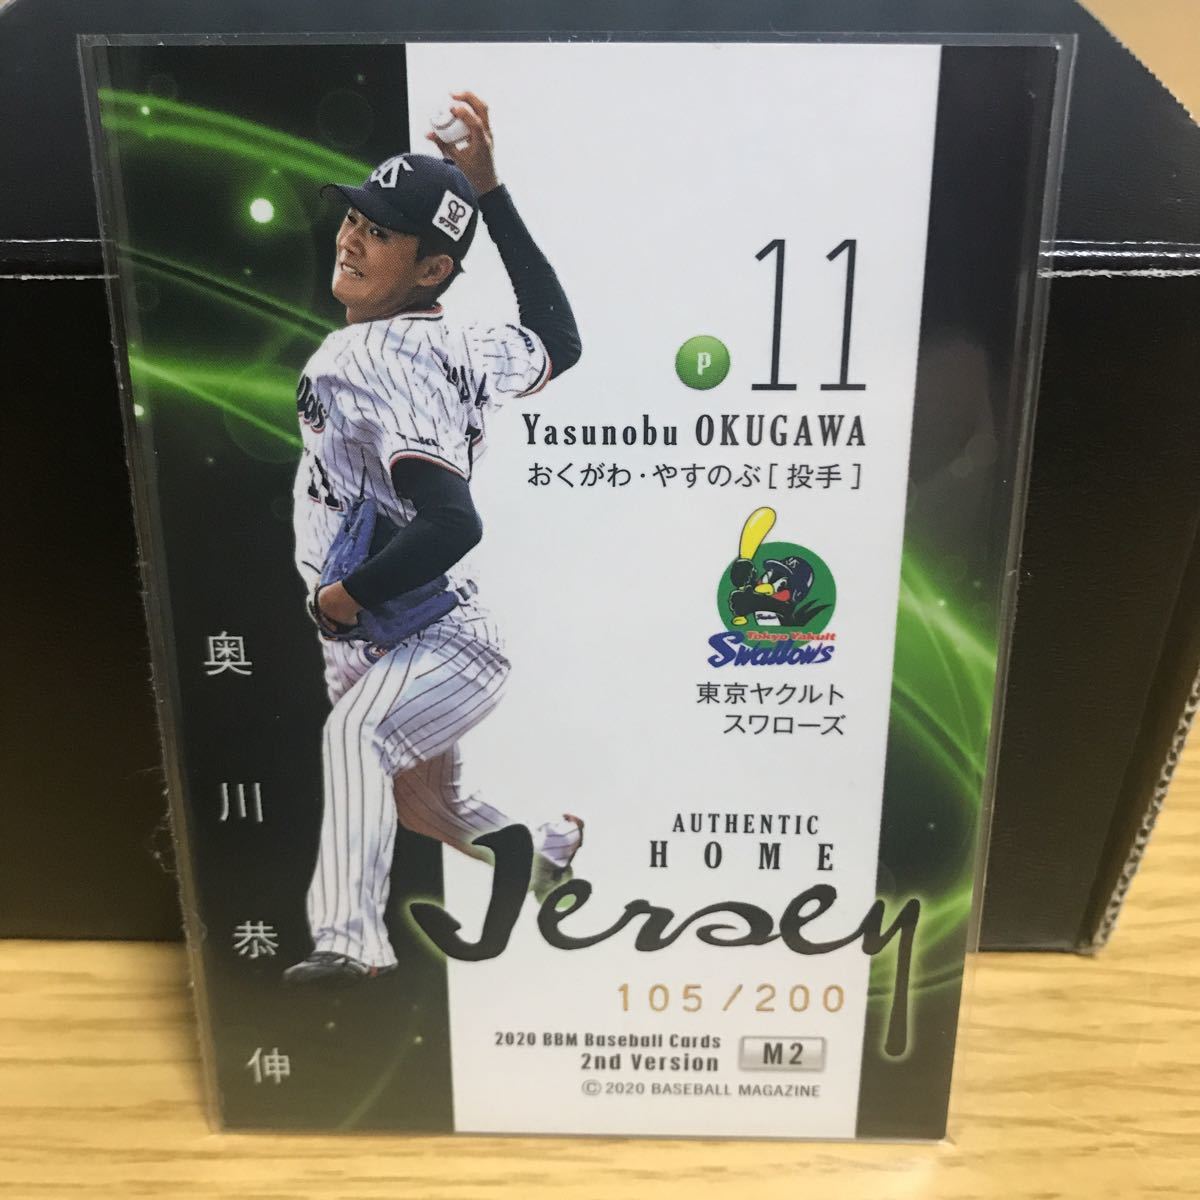 11
P
Yasunobu OKUGAWA
おくがわ・やすのぶ[ 投手 ]
Tokyo Yakult
Swallows
東京ヤクルト
スワローズ
奥川恭伸
AUTHENTIC
HOME
Jersey
105/200
2020 BBM Baseball Cards
2nd Version
M2
©2020 BASEBALL MAGAZINE
11